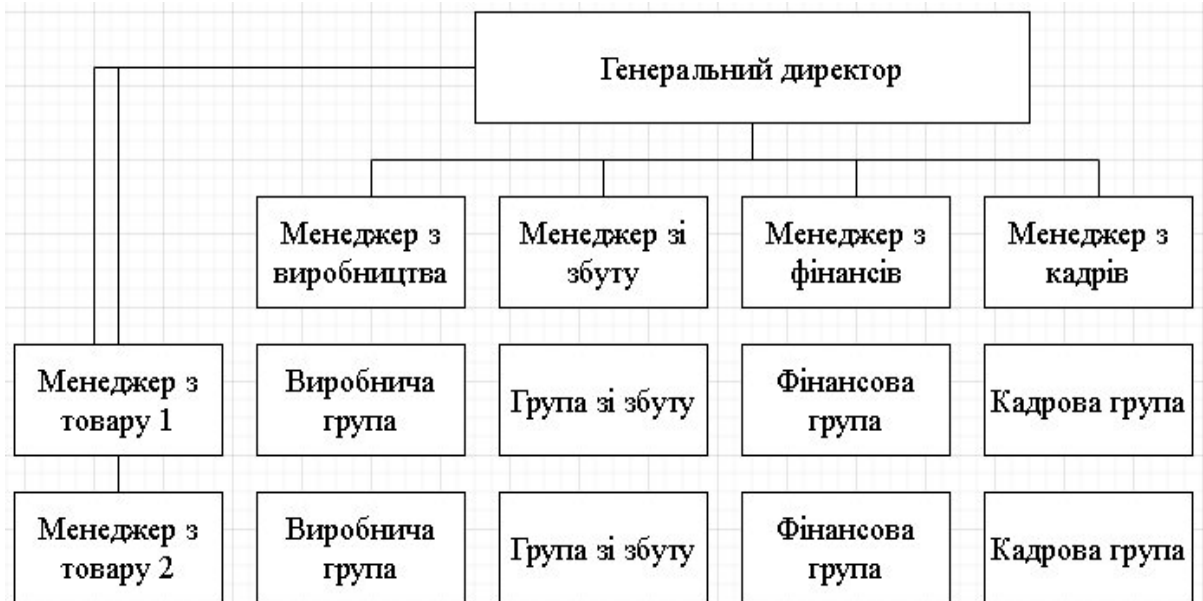 Генеральний директор
Менеджер з
виробництва
Менеджер зі
збуту
Менеджер з
фінансів
Менеджер з
кадрів
Менеджер з
товару 1
Виробнича
група
Група зі збуту
Фінансова
група
Кадрова група
Менеджер з
товару 2
Виробнича
група
Група зі збуту
Фінансова
група
Кадрова група